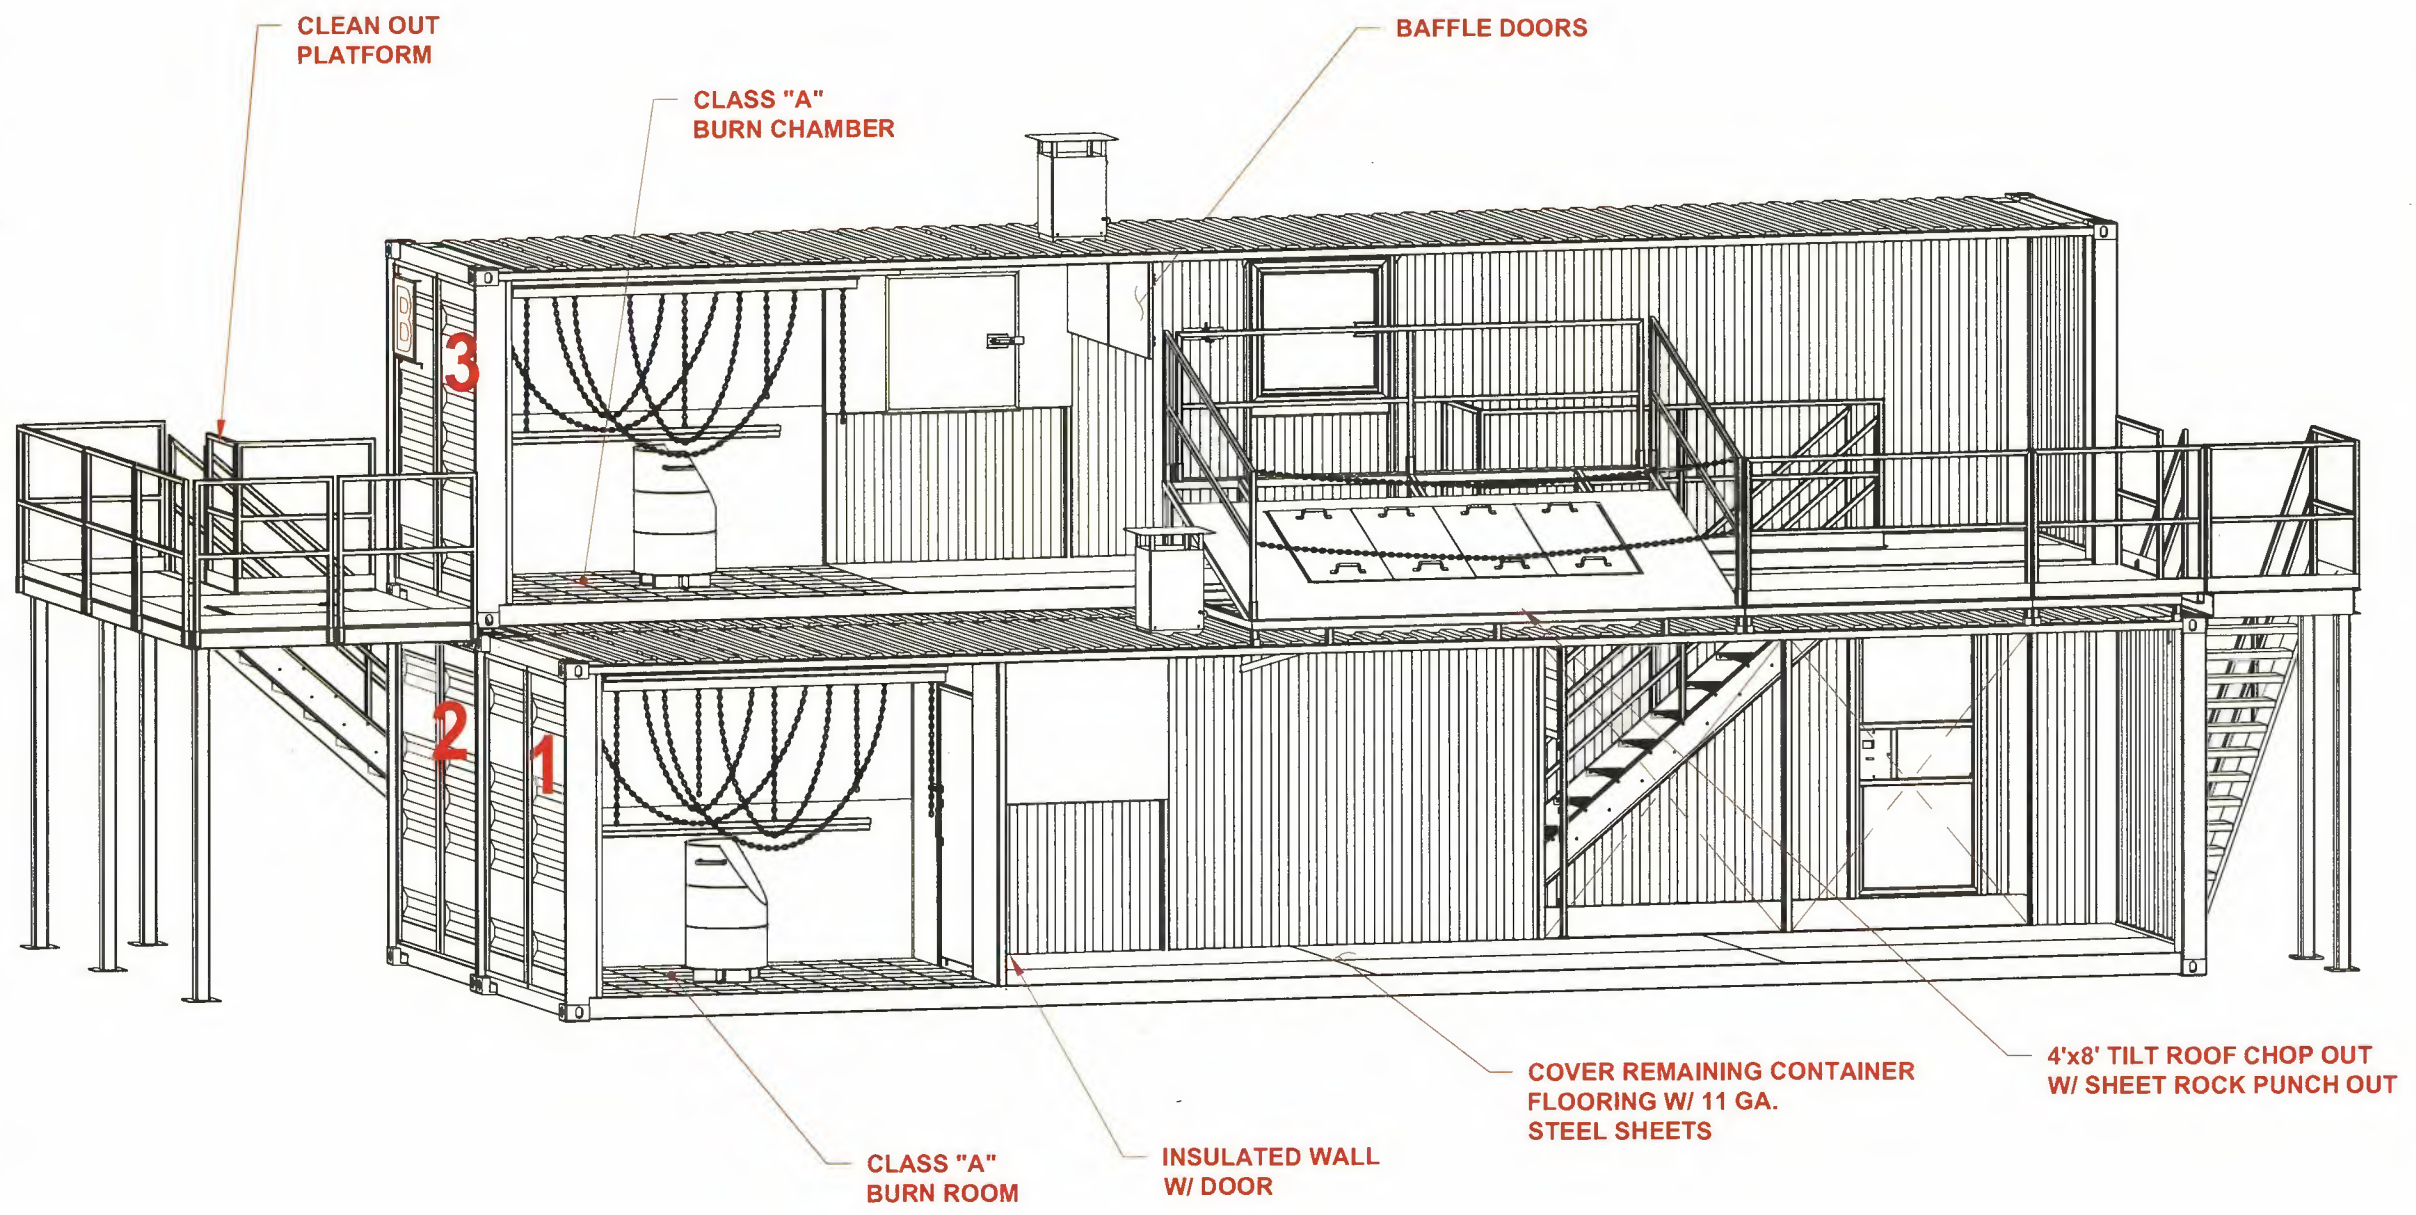 CLEAN OUT
PLATFORM
BAFFLE DOORS
CLASS "A"
BURN CHAMBER
3
2
1
4'x8' TILT ROOF CHOP OUT
W/ SHEET ROCK PUNCH OUT
COVER REMAINING CONTAINER
FLOORING W/ 11 GA.
STEEL SHEETS
INSULATED WALL
W/ DOOR
CLASS "A"
BURN ROOM